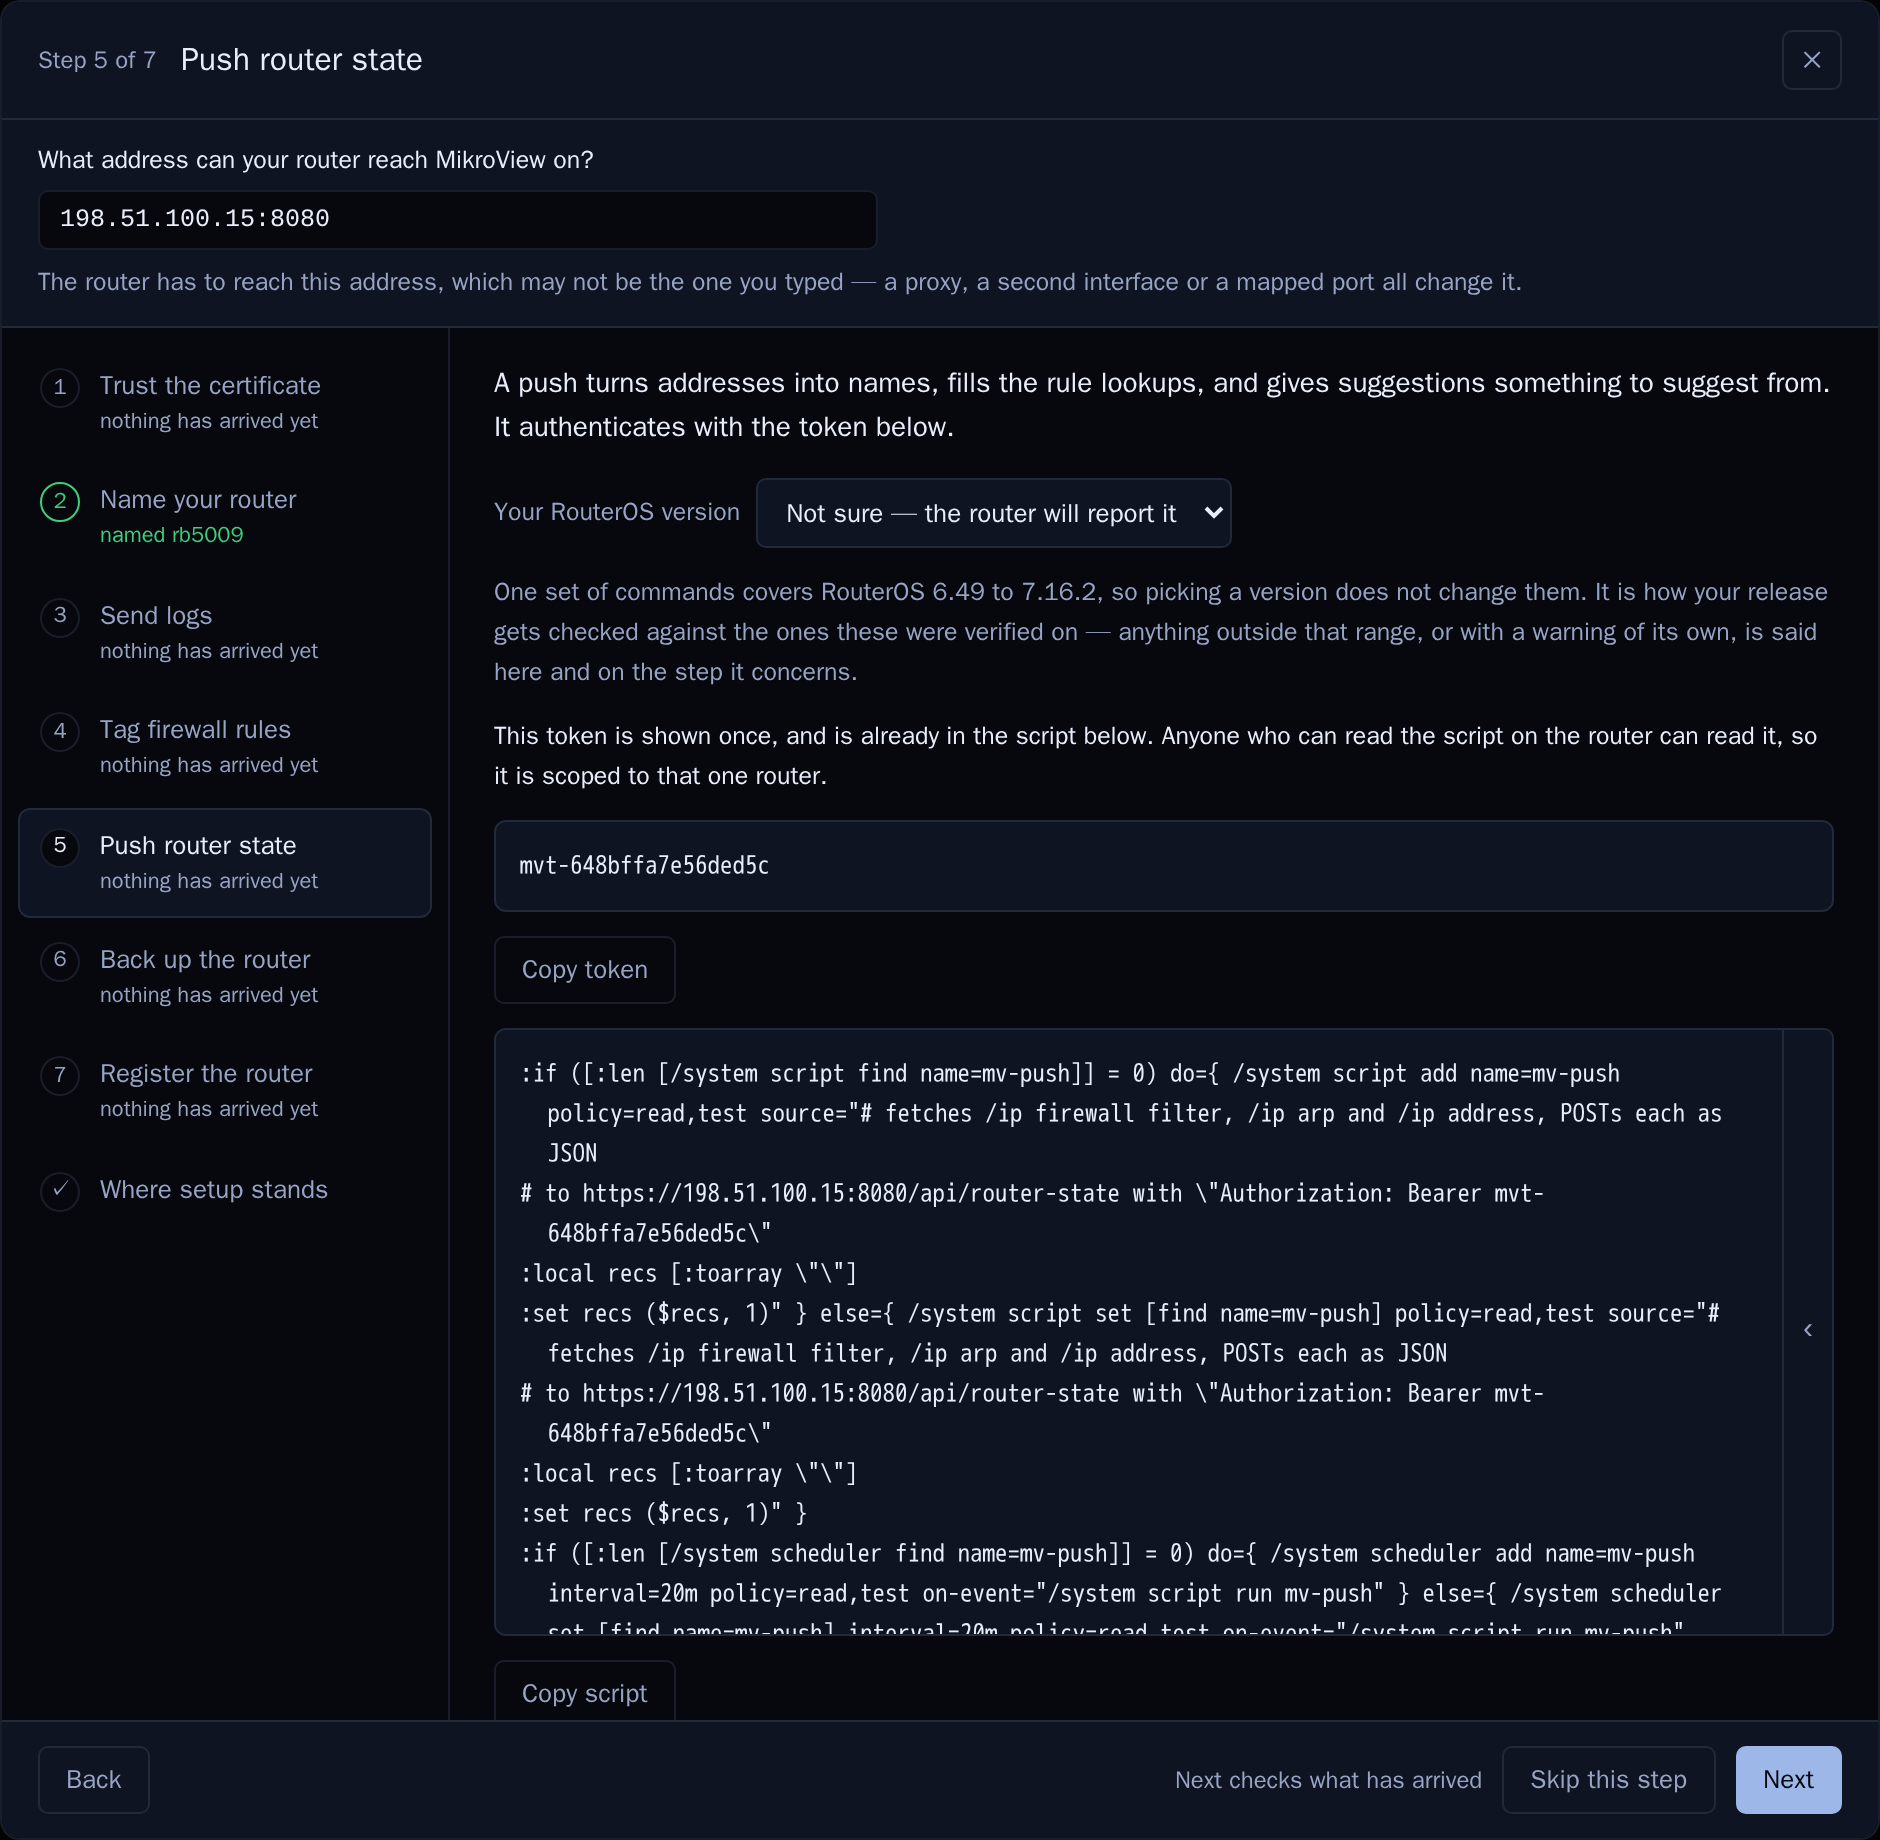 Step 5 of 7 Push router state
What address can your router reach MikroView on?
198.51.100.15:8080
The router has to reach this address, which may not be the one you typed — a proxy, a second interface or a mapped port all change it.
1 Trust the certificate
nothing has arrived yet
2 Name your router
named rb5009
3 Send logs
nothing has arrived yet
4 Tag firewall rules
nothing has arrived yet
5 Push router state
nothing has arrived yet
6 Back up the router
nothing has arrived yet
7 Register the router
nothing has arrived yet
✓ Where setup stands
A push turns addresses into names, fills the rule lookups, and gives suggestions something to suggest from.
It authenticates with the token below.
Your RouterOS version Not sure — the router will report it
One set of commands covers RouterOS 6.49 to 7.16.2, so picking a version does not change them. It is how your release
gets checked against the ones these were verified on — anything outside that range, or with a warning of its own, is said
here and on the step it concerns.
This token is shown once, and is already in the script below. Anyone who can read the script on the router can read it, so
it is scoped to that one router.
mvt-648bffa7e56ded5c
Copy token
:if ([:len [/system script find name=mv-push]] = 0) do={ /system script add name=mv-push
policy=read,test source="# fetches /ip firewall filter, /ip arp and /ip address, POSTs each as
JSON
# to https://198.51.100.15:8080/api/router-state with \"Authorization: Bearer mvt-
648bffa7e56ded5c\"
:local recs [:toarray \"\"]
:set recs ($recs, 1)" } else={ /system script set [find name=mv-push] policy=read,test source="#
fetches /ip firewall filter, /ip arp and /ip address, POSTs each as JSON
# to https://198.51.100.15:8080/api/router-state with \"Authorization: Bearer mvt-
648bffa7e56ded5c\"
:local recs [:toarray \"\"]
:set recs ($recs, 1)" }
:if ([:len [/system scheduler find name=mv-push]] = 0) do={ /system scheduler add name=mv-push
interval=20m policy=read,test on-event="/system script run mv-push" } else={ /system scheduler
set [find name=mv-push] interval=20m policy=read,test on-event="/system script run mv-push"
Copy script
Back
Next checks what has arrived
Skip this step
Next